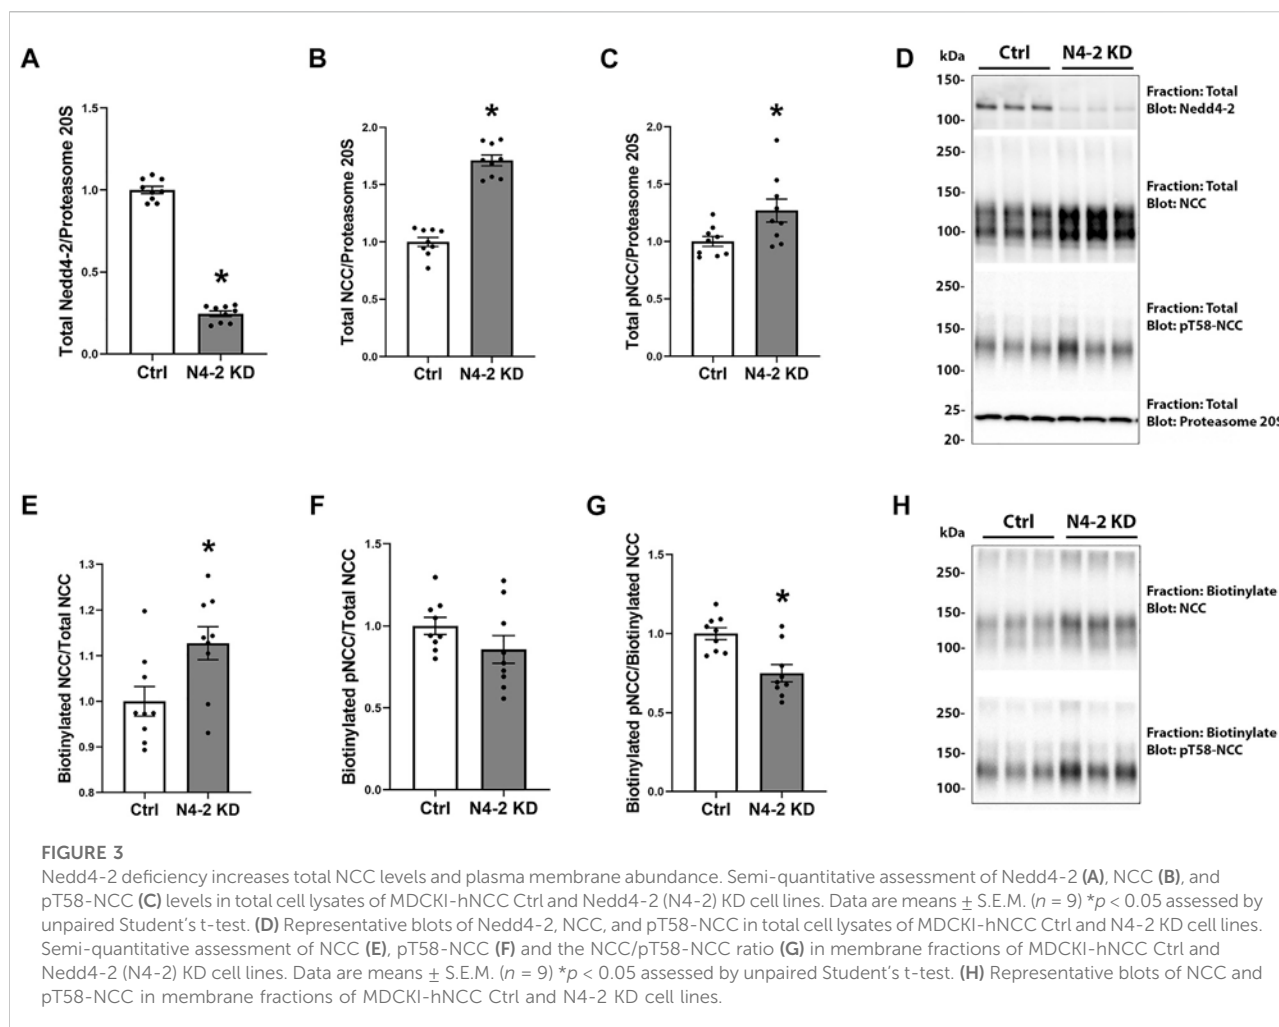 A
Total Nedd4-2/Proteasome 20S
1.5
1.0
0.5
0.0
*
Ctrl
N4-2 KD
B
Total NCC/Proteasome 20S
2.0
1.5
1.0
0.5
0.0
*
Ctrl
N4-2 KD
C
Total pNCC/Proteasome 20S
2.0
1.5
1.0
0.5
0.0
*
Ctrl
N4-2 KD
D
kDa
Ctrl
N4-2 KD
150-
100-
Fraction: Total
Blot: Nedd4-2
250-
150-
100-
Fraction: Total
Blot: NCC
250-
150-
100-
Fraction: Total
Blot: pT58-NCC
25-
20-
Fraction: Total
Blot: Proteasome 20S
E
Biotinylated NCC/Total NCC
1.3
1.2
1.1
1.0
0.9
0.8
*
Ctrl
N4-2 KD
F
Biotinylated pNCC/Total NCC
1.5
1.0
0.5
0.0
Ctrl
N4-2 KD
G
Biotinylated pNCC/Biotinylated NCC
1.5
1.0
0.5
0.0
*
Ctrl
N4-2 KD
H
kDa
Ctrl
N4-2 KD
250-
150-
100-
Fraction: Biotinylate
Blot: NCC
250-
150-
100-
Fraction: Biotinylate
Blot: pT58-NCC
FIGURE 3
Nedd4-2 deficiency increases total NCC levels and plasma membrane abundance. Semi-quantitative assessment of Nedd4-2 (A), NCC (B), and
pT58-NCC (C) levels in total cell lysates of MDCKI-hNCC Ctrl and Nedd4-2 (N4-2) KD cell lines. Data are means ± S.E.M. (n = 9) *p < 0.05 assessed by
unpaired Student's t-test. (D) Representative blots of Nedd4-2, NCC, and pT58-NCC in total cell lysates of MDCKI-hNCC Ctrl and N4-2 KD cell lines.
Semi-quantitative assessment of NCC (E), pT58-NCC (F) and the NCC/pT58-NCC ratio (G) in membrane fractions of MDCKI-hNCC Ctrl and
Nedd4-2 (N4-2) KD cell lines. Data are means ± S.E.M. (n = 9) *p < 0.05 assessed by unpaired Student's t-test. (H) Representative blots of NCC and
pT58-NCC in membrane fractions of MDCKI-hNCC Ctrl and N4-2 KD cell lines.